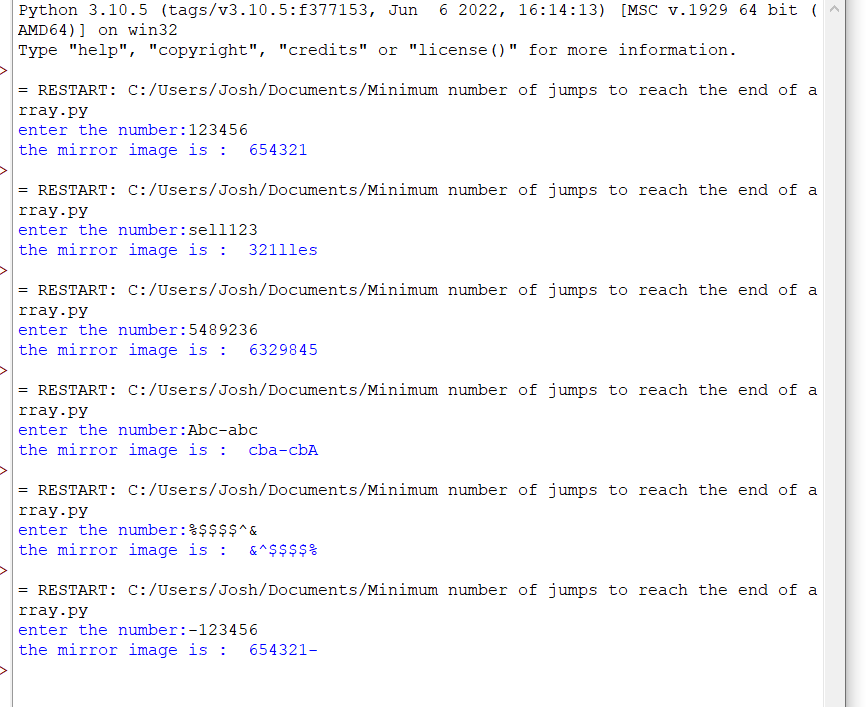 Python 3.10.5 (tags/v3.10.5:f377153, Jun  6 2022, 16:14:13) [MSC v.1929 64 bit (
AMD64)] on win32
Type "help", "copyright", "credits" or "license()" for more information.
>
= RESTART: C:/Users/Josh/Documents/Minimum number of jumps to reach the end of a
rray.py
enter the number:123456
the mirror image is :  654321
>
= RESTART: C:/Users/Josh/Documents/Minimum number of jumps to reach the end of a
rray.py
enter the number:sell123
the mirror image is :  321lles
>
= RESTART: C:/Users/Josh/Documents/Minimum number of jumps to reach the end of a
rray.py
enter the number:5489236
the mirror image is :  6329845
>
= RESTART: C:/Users/Josh/Documents/Minimum number of jumps to reach the end of a
rray.py
enter the number:Abc-abc
the mirror image is :  cba-cbA
>
= RESTART: C:/Users/Josh/Documents/Minimum number of jumps to reach the end of a
rray.py
enter the number:%$$$$^&
the mirror image is :  &^$$$$%
>
= RESTART: C:/Users/Josh/Documents/Minimum number of jumps to reach the end of a
rray.py
enter the number:-123456
the mirror image is :  654321-
>